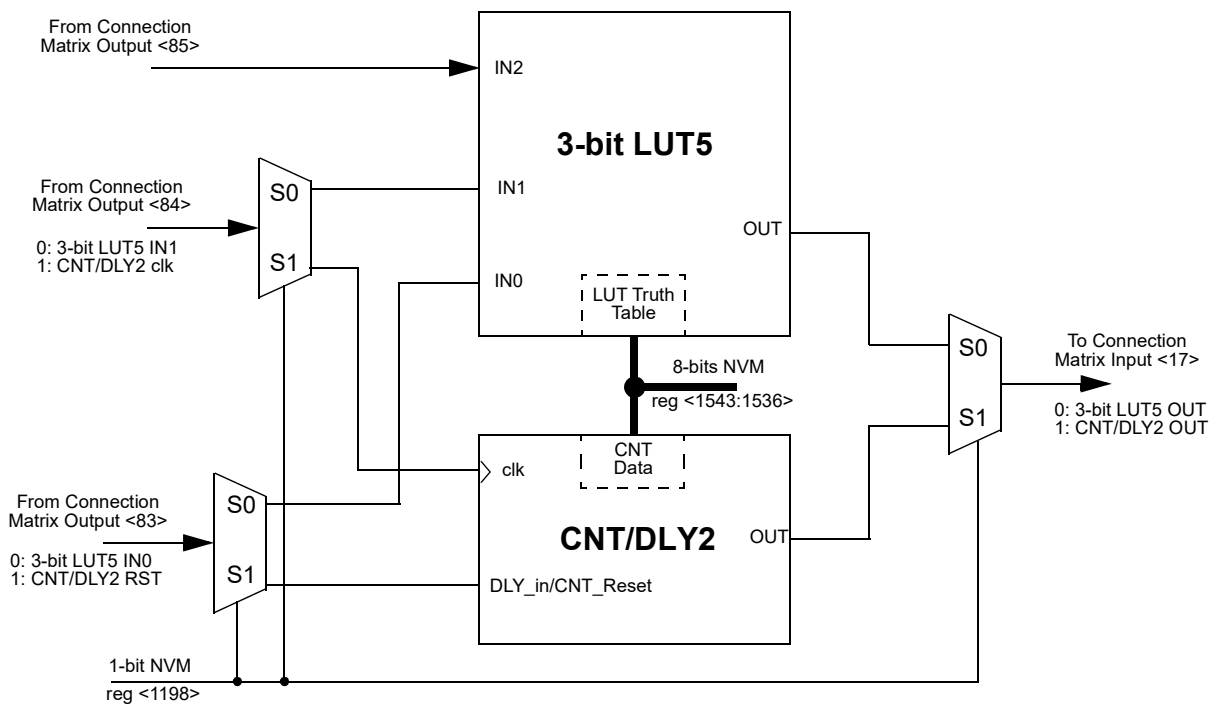 From Connection
Matrix Output <85>
IN2
3-bit LUT5
From Connection
Matrix Output <84>
S0
IN1
0: 3-bit LUT5 IN1
1: CNT/DLY2 clk
S1
OUT
IN0
LUT Truth
Table
S0
To Connection
Matrix Input <17>
8-bits NVM
reg <1543:1536>
S1
0: 3-bit LUT5 OUT
1: CNT/DLY2 OUT
CNT
Data
clk
From Connection
Matrix Output <83>
S0
CNT/DLY2
OUT
0: 3-bit LUT5 IN0
1: CNT/DLY2 RST
S1
DLY_in/CNT_Reset
1-bit NVM
reg <1198>